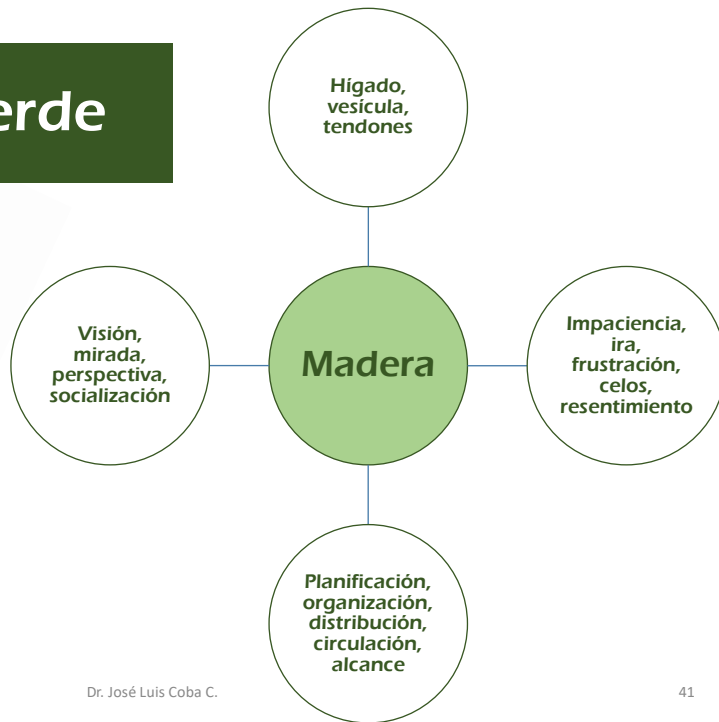 erde
Hígado,
vesícula,
tendones
Visión,
mirada,
perspectiva,
socialización
Madera
Impaciencia,
ira,
frustración,
celos,
resentimiento
Planificación,
organización,
distribución,
circulación,
alcance
Dr. José Luis Coba C.
41